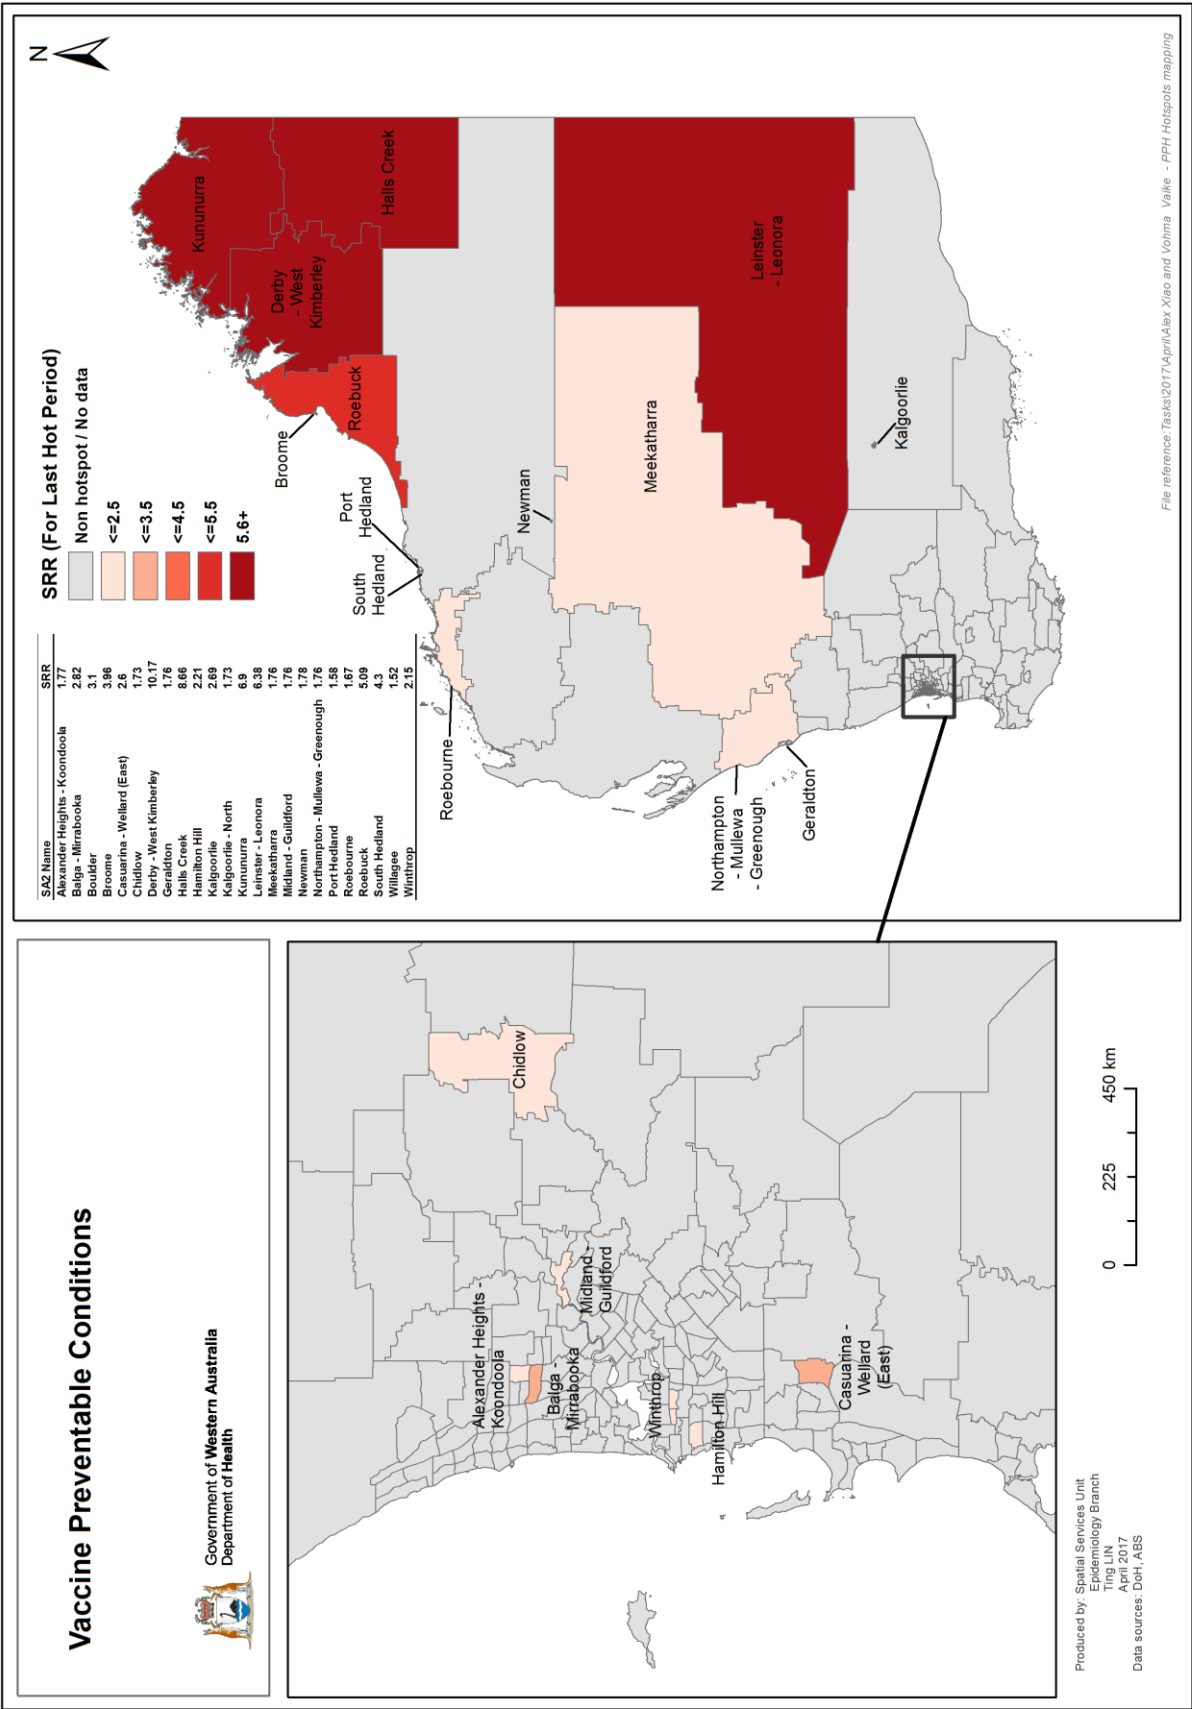 Vaccine Preventable Conditions
Government of Western Australia
Department of Health
Alexander Heights -
Koondoola
Balga -
Mirrabooka
Midland -
Guildford
Chidlow
Winthrop
Hamilton Hill
Casuarina -
Wellard
(East)
0 225 450 km
Produced by: Spatial Services Unit
Epidemiology Branch
Ting LIN
April 2017
Data sources: DoH, ABS
SA2 Name SRR
Alexander Heights - Koondoola 1.77
Balga - Mirrabooka 2.82
Boulder 3.1
Broome 3.96
Casuarina - Wellard (East) 2.6
Chidlow 1.73
Derby - West Kimberley 10.17
Geraldton 1.76
Halls Creek 8.66
Hamilton Hill 2.21
Kalgoorlie 2.69
Kalgoorlie - North 1.73
Kununurra 6.9
Leinster - Leonora 6.38
Meekatharra 1.76
Midland - Guildford 1.76
Newman 1.78
Northampton - Mullewa - Greenough 1.76
Port Hedland 1.58
Roebourne 1.67
Roebuck 5.09
South Hedland 4.3
Willagee 1.52
Winthrop 2.15
SRR (For Last Hot Period)
Non hotspot / No data
<=2.5
<=3.5
<=4.5
<=5.5
5.6+
N
Kununurra
Halls Creek
Derby
- West
Kimberley
Roebuck
Broome
Port
Hedland
South
Hedland
Roebourne
Newman
Meekatharra
Leinster
- Leonora
Northampton
- Mullewa
- Greenough
Geraldton
Kalgoorlie
File reference:Tasks\2017\April\Alex Xiao and Vohma Vaike - PPH Hotspots mapping